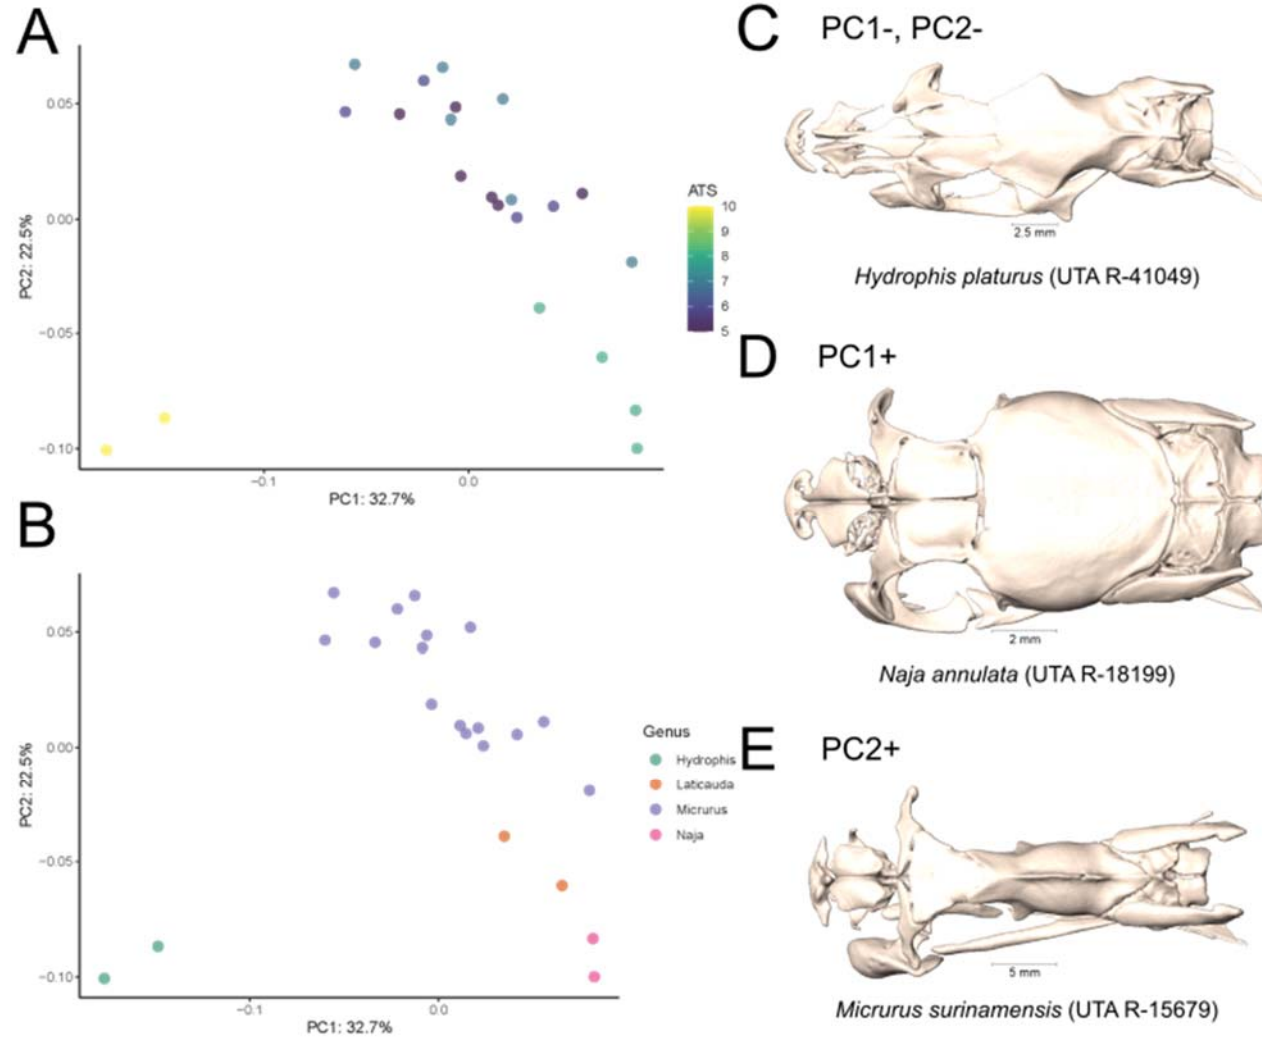 A
0.05
0.00
−0.05
−0.10
PC2: 22.5%
−0.1
0.0
PC1: 32.7%
ATS
10
9
8
7
6
5
B
0.05
0.00
−0.05
−0.10
PC2: 22.5%
−0.1
0.0
PC1: 32.7%
Genus
Hydrophis
Laticauda
Micrurus
Naja
C PC1-, PC2-
2.5 mm
Hydrophis platurus (UTA R-41049)
D PC1+
2 mm
Naja annulata (UTA R-18199)
E PC2+
5 mm
Micrurus surinamensis (UTA R-15679)